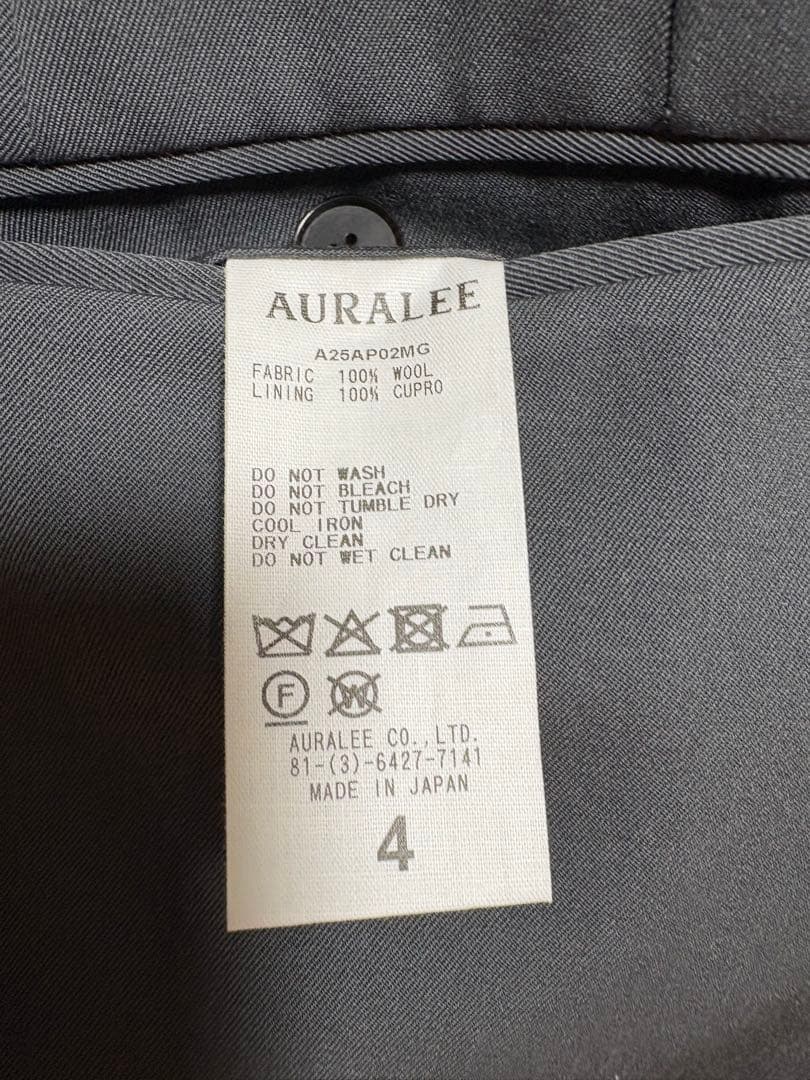 AURALEE
A25AP02MG
FABRIC 100% WOOL
LINING 100% CUPRO
DO NOT WASH
DO NOT BLEACH
DO NOT TUMBLE DRY
COOL IRON
DRY CLEAN
DO NOT WET CLEAN
F W
AURALEE CO.,LTD.
81-(3)-6427-7141
MADE IN JAPAN
4